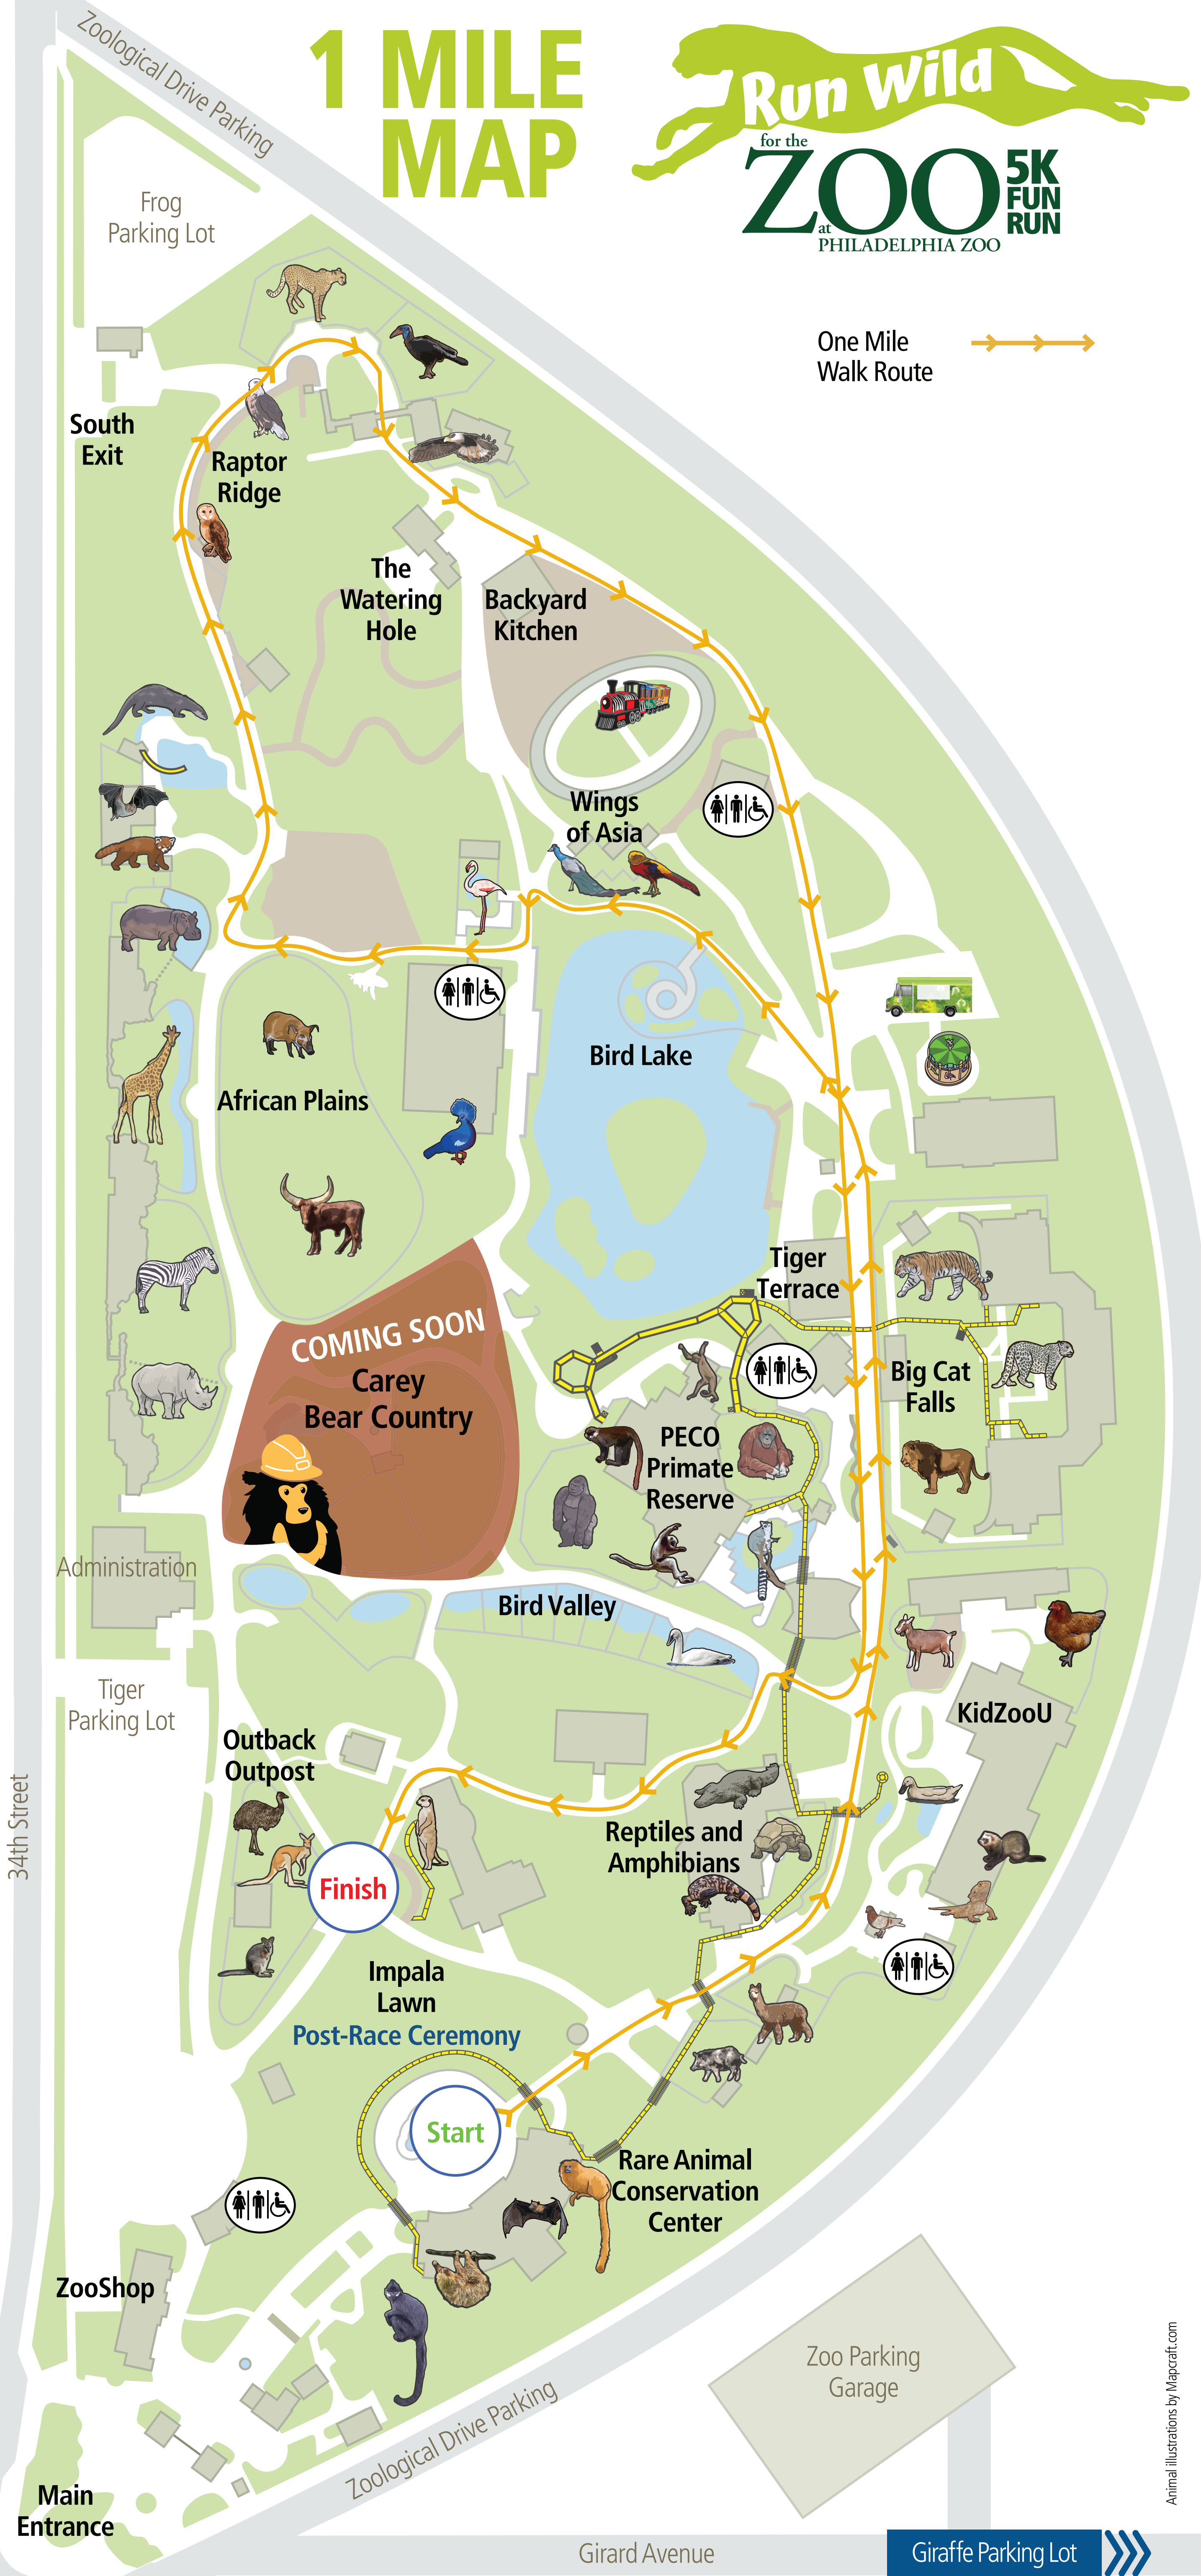 1 MILE
MAP
Run Wild
for the
ZOO
at
PHILADELPHIA ZOO
5K
FUN
RUN
Zoological Drive Parking
Frog
Parking Lot
One Mile
Walk Route
South
Exit
Raptor
Ridge
The
Watering
Hole
Backyard
Kitchen
Wings
of Asia
Bird Lake
African Plains
Tiger
Terrace
COMING SOON
Carey
Bear Country
Big Cat
Falls
PECO
Primate
Reserve
Administration
Bird Valley
Tiger
Parking Lot
KidZooU
Outback
Outpost
34th Street
Reptiles and
Amphibians
Finish
Impala
Lawn
Post-Race Ceremony
Start
Rare Animal
Conservation
Center
ZooShop
Zoo Parking
Garage
Zoological Drive Parking
Animal illustrations by Mapcraft.com
Main
Entrance
Girard Avenue
Giraffe Parking Lot